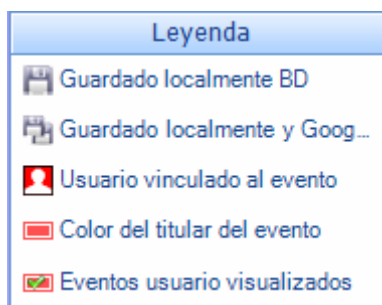 Leyenda
Guardado localmente BD
Guardado localmente y Goog...
Usuario vinculado al evento
Color del titular del evento
Eventos usuario visualizados